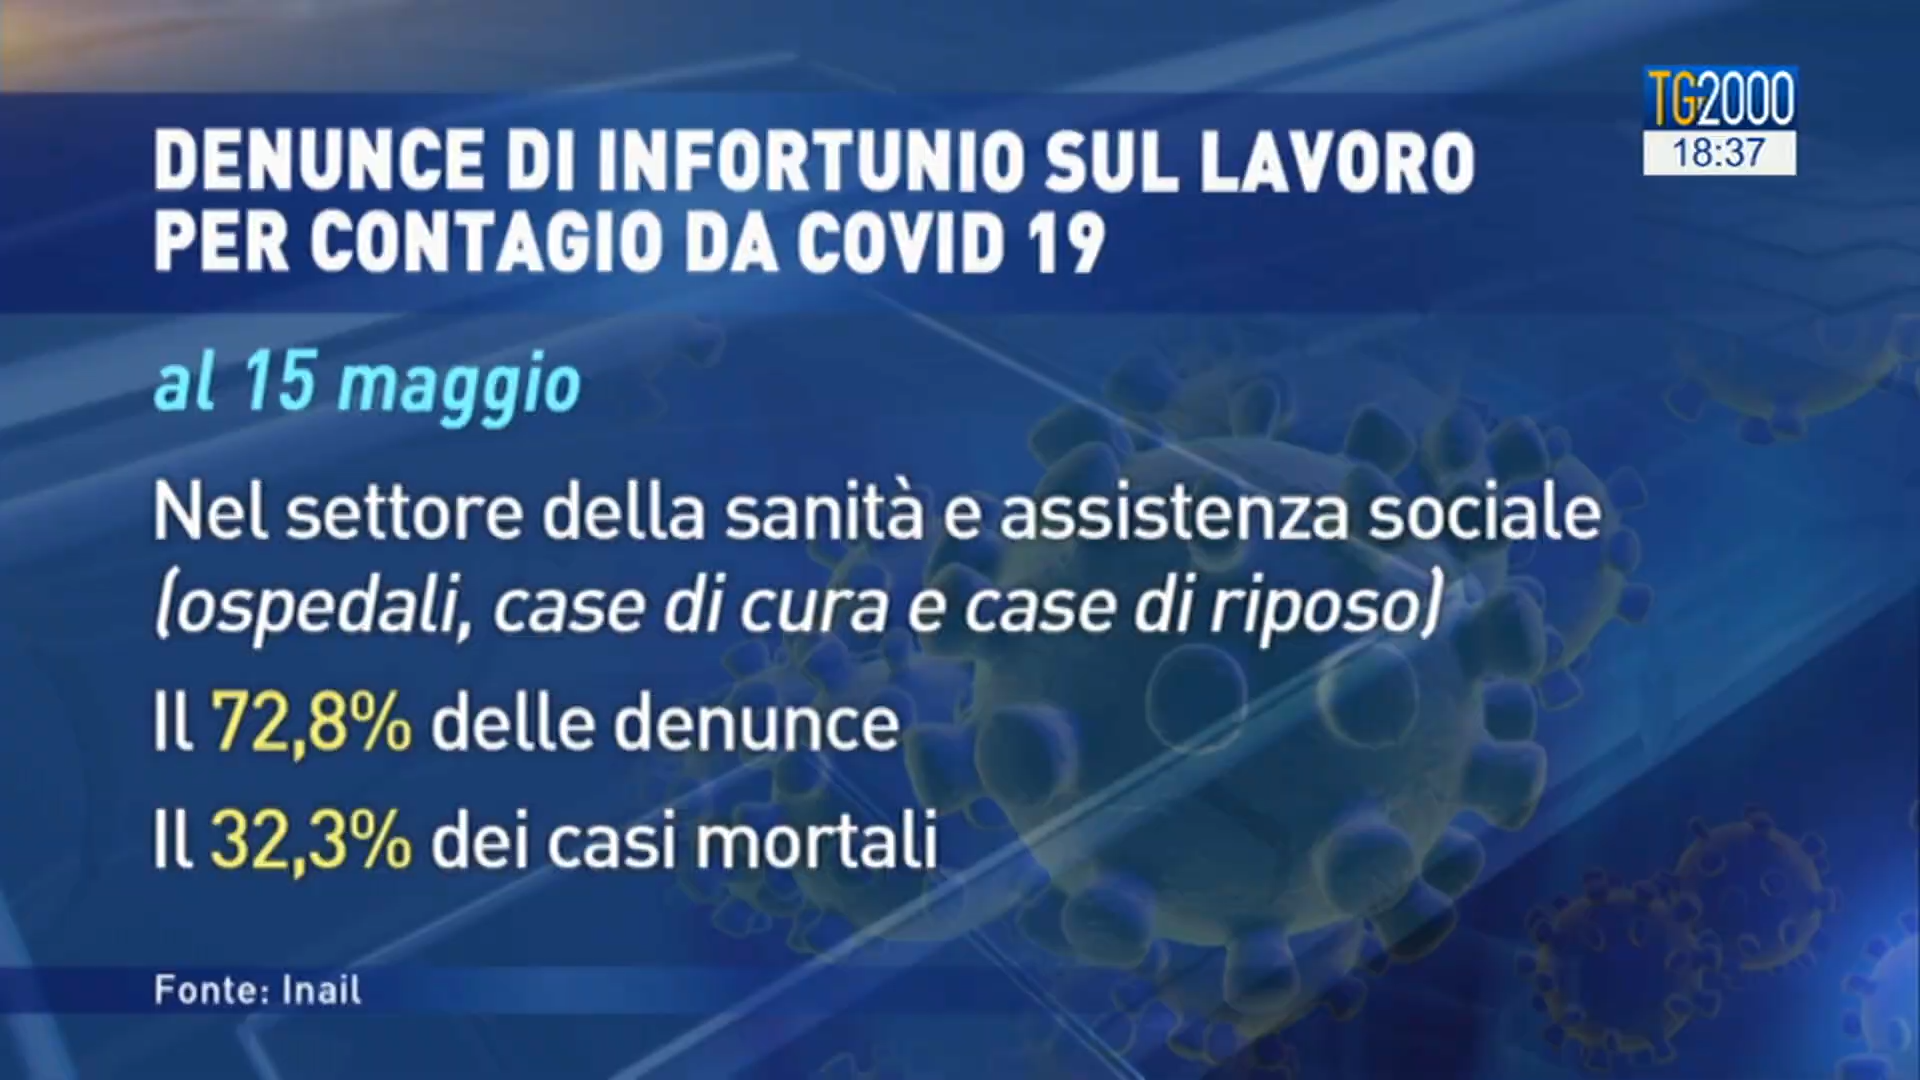 TG2000
18:37
DENUNCE DI INFORTUNIO SUL LAVORO
PER CONTAGIO DA COVID 19
al 15 maggio
Nel settore della sanità e assistenza sociale
(ospedali, case di cura e case di riposo)
Il 72,8% delle denunce
Il 32,3% dei casi mortali
Fonte: Inail